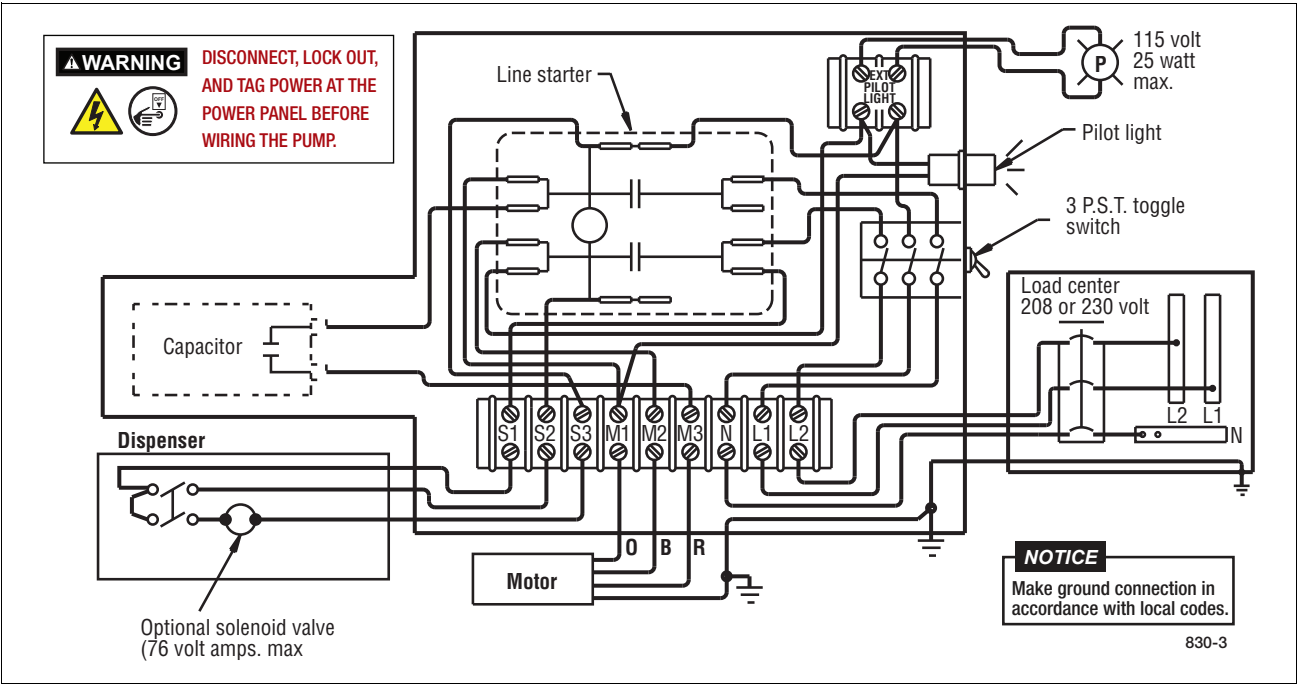 WARNING
DISCONNECT, LOCK OUT,
AND TAG POWER AT THE
POWER PANEL BEFORE
WIRING THE PUMP.
OFF
Line starter
EXT
PILOT
LIGHT
P
115 volt
25 watt
max.
Pilot light
3 P.S.T. toggle
switch
Load center
208 or 230 volt
L2 L1
N
Capacitor
S1 S2 S3 M1 M2 M3 N L1 L2
Dispenser
O B R
Motor
Optional solenoid valve
(76 volt amps. max
NOTICE
Make ground connection in
accordance with local codes.
830-3